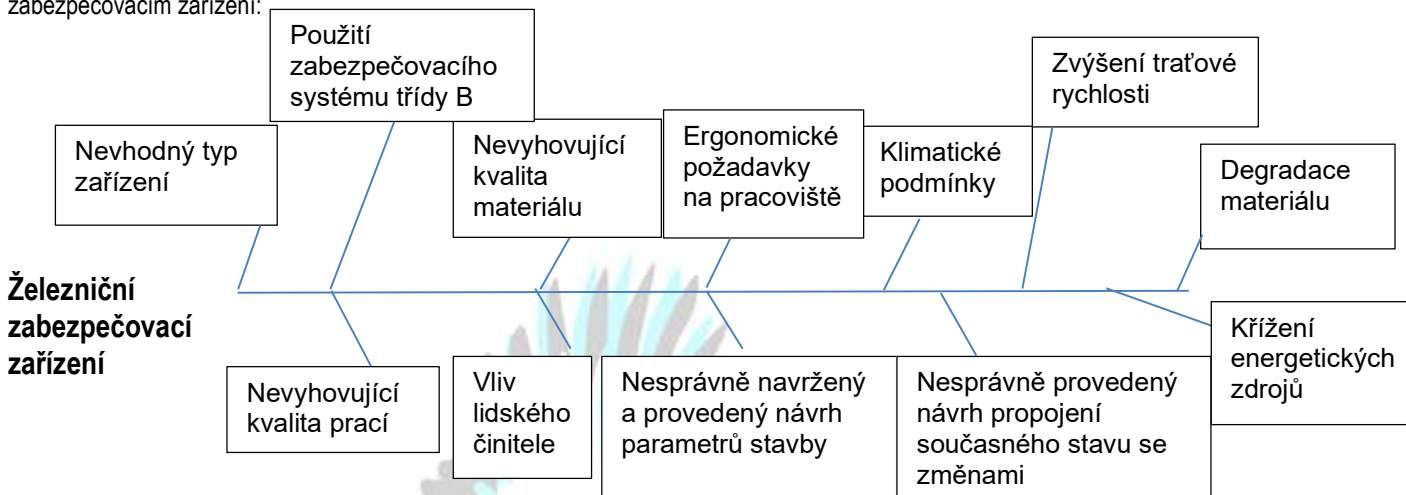 zabezpečovacím zařízení:
Použití
zabezpečovacího
systému třídy B
Zvýšení traťové
rychlosti
Nevhodný typ
zařízení
Nevyhovující
kvalita
materiálu
Ergonomické
požadavky
na pracoviště
Klimatické
podmínky
Degradace
materiálu
Železniční
zabezpečovací
zařízení
Nevyhovující
kvalita prací
Vliv
lidského
činitele
Nesprávně navržený
a provedený návrh
parametrů stavby
Nesprávně provedený
návrh propojení
současného stavu se
změnami
Křížení
energetických
zdrojů